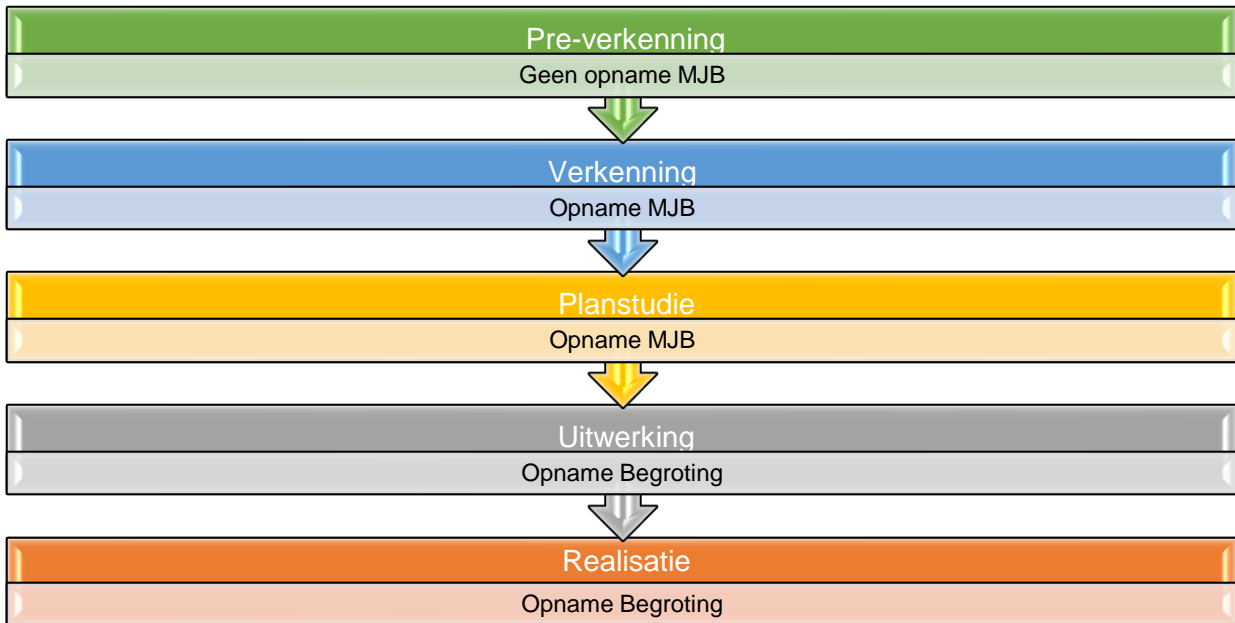 Pre-verkenning
Geen opname MJB
Verkenning
Opname MJB
Planstudie
Opname MJB
Uitwerking
Opname Begroting
Realisatie
Opname Begroting